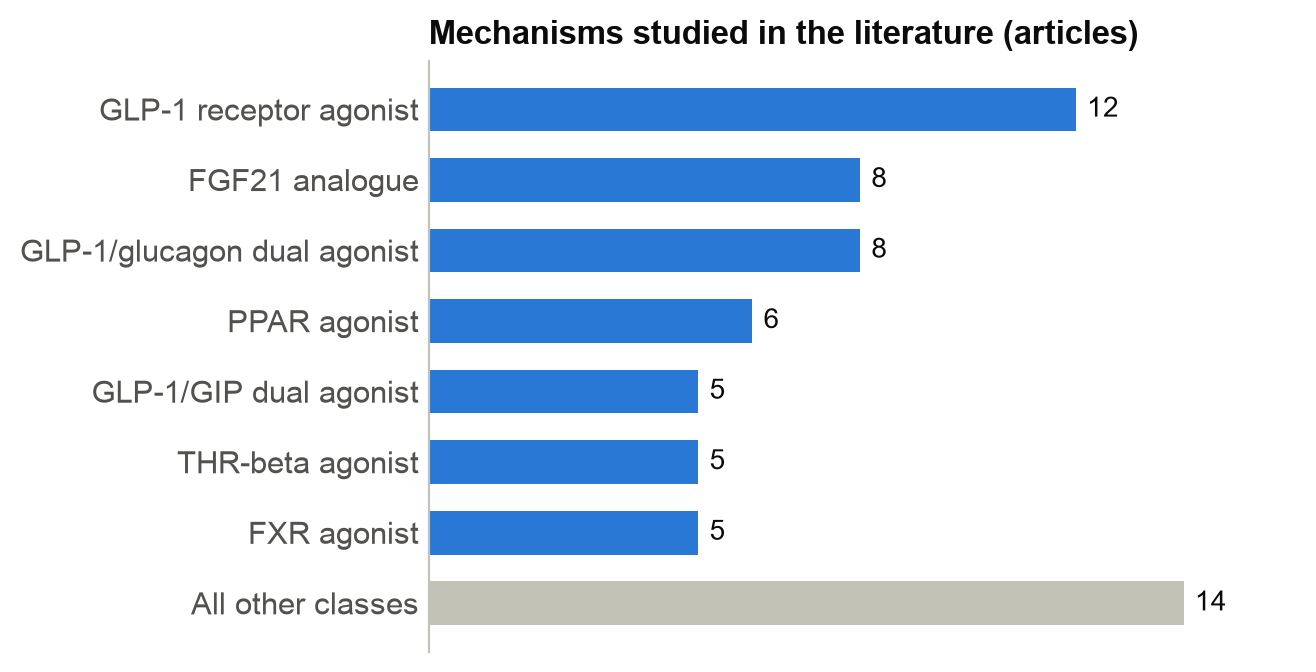 Mechanisms studied in the literature (articles)
GLP-1 receptor agonist 12
FGF21 analogue 8
GLP-1/glucagon dual agonist 8
PPAR agonist 6
GLP-1/GIP dual agonist 5
THR-beta agonist 5
FXR agonist 5
All other classes 14